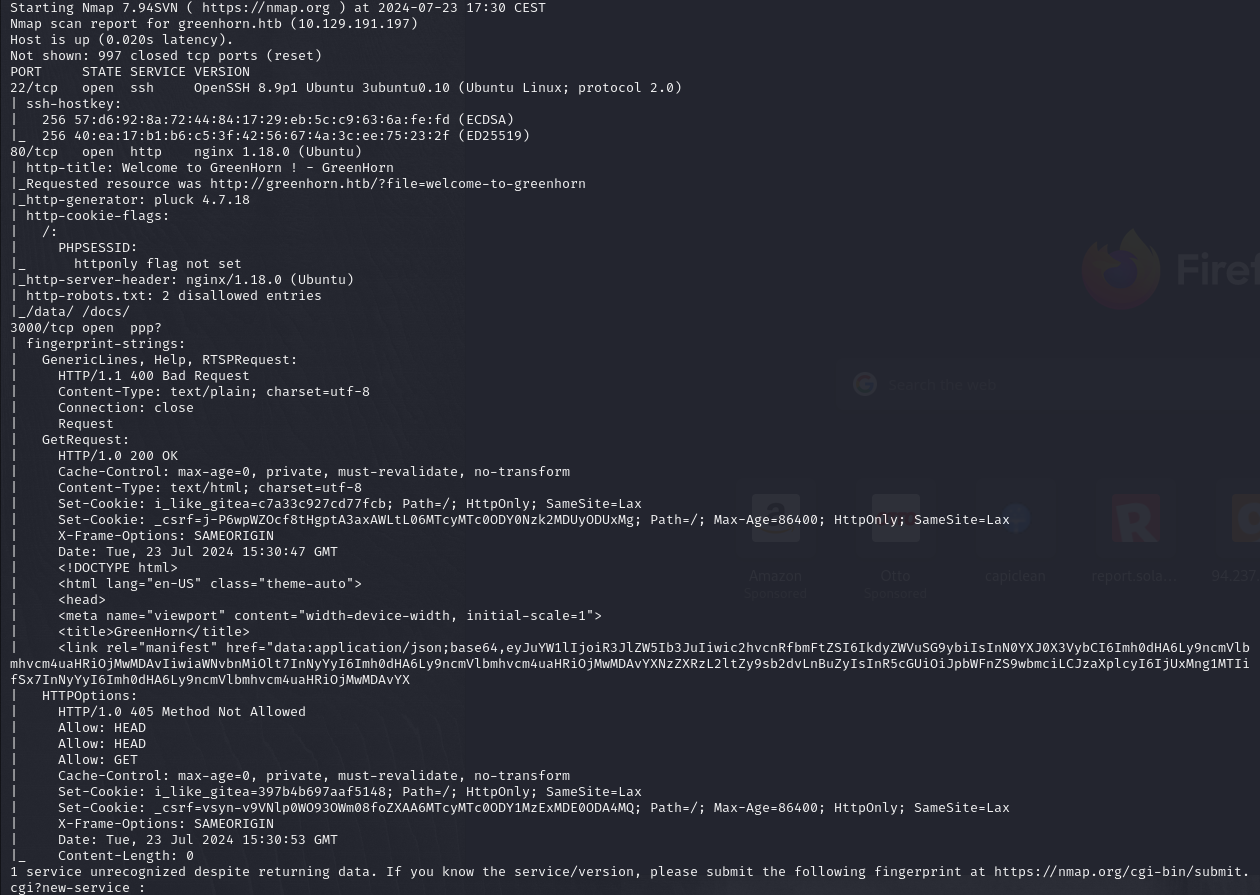 Starting Nmap 7.94SVN ( https://nmap.org ) at 2024-07-23 17:30 CEST
Nmap scan report for greenhorn.htb (10.129.191.197)
Host is up (0.020s latency).
Not shown: 997 closed tcp ports (reset)
PORT     STATE SERVICE VERSION
22/tcp   open  ssh     OpenSSH 8.9p1 Ubuntu 3ubuntu0.10 (Ubuntu Linux; protocol 2.0)
| ssh-hostkey:
|   256 57:d6:92:8a:72:44:84:17:29:eb:5c:c9:63:6a:fe:fd (ECDSA)
|_  256 40:ea:17:b1:b6:c5:3f:42:56:67:4a:3c:ee:75:23:2f (ED25519)
80/tcp   open  http    nginx 1.18.0 (Ubuntu)
| http-title: Welcome to GreenHorn ! - GreenHorn
|_Requested resource was http://greenhorn.htb/?file=welcome-to-greenhorn
|_http-generator: pluck 4.7.18
| http-cookie-flags:
|   /:
|     PHPSESSID:
|_      httponly flag not set
|_http-server-header: nginx/1.18.0 (Ubuntu)
| http-robots.txt: 2 disallowed entries
|_/data/ /docs/
3000/tcp open  ppp?
| fingerprint-strings:
|   GenericLines, Help, RTSPRequest:
|     HTTP/1.1 400 Bad Request
|     Content-Type: text/plain; charset=utf-8
|     Connection: close
|     Request
|   GetRequest:
|     HTTP/1.0 200 OK
|     Cache-Control: max-age=0, private, must-revalidate, no-transform
|     Content-Type: text/html; charset=utf-8
|     Set-Cookie: i_like_gitea=c7a33c927cd77fcb; Path=/; HttpOnly; SameSite=Lax
|     Set-Cookie: _csrf=j-P6wpWZOcf8tHgptA3axAWLtL06MTcyMTc0ODY0Nzk2MDUyODUxMg; Path=/; Max-Age=86400; HttpOnly; SameSite=Lax
|     X-Frame-Options: SAMEORIGIN
|     Date: Tue, 23 Jul 2024 15:30:47 GMT
|     <!DOCTYPE html>
|     <html lang="en-US" class="theme-auto">
|     <head>
|     <meta name="viewport" content="width=device-width, initial-scale=1">
|     <title>GreenHorn</title>
|     <link rel="manifest" href="data:application/json;base64,eyJuYW1lIjoiR3JlZW5Ib3JuIiwic2hvcnRfbmFtZSI6IkdyZWVuSG9ybiIsInN0YXJ0X3VybCI6Imh0dHA6Ly9ncmVlb
mhvcm4uaHRiOjMwMDAvIiwiaWNvbnMiOlt7InNyYyI6Imh0dHA6Ly9ncmVlbmhvcm4uaHRiOjMwMDAvYXNzZXRzL2ltZy9sb2dvLnBuZyIsInR5cGUiOiJpbWFnZS9wbmciLCJzaXplcyI6IjUxMng1MTIi
fSx7InNyYyI6Imh0dHA6Ly9ncmVlbmhvcm4uaHRiOjMwMDAvYX
|   HTTPOptions:
|     HTTP/1.0 405 Method Not Allowed
|     Allow: HEAD
|     Allow: HEAD
|     Allow: GET
|     Cache-Control: max-age=0, private, must-revalidate, no-transform
|     Set-Cookie: i_like_gitea=397b4b697aaf5148; Path=/; HttpOnly; SameSite=Lax
|     Set-Cookie: _csrf=vsyn-v9VNlp0WO93OWm08foZXAA6MTcyMTc0ODY1MzExMDE0ODA4MQ; Path=/; Max-Age=86400; HttpOnly; SameSite=Lax
|     X-Frame-Options: SAMEORIGIN
|     Date: Tue, 23 Jul 2024 15:30:53 GMT
|_    Content-Length: 0
1 service unrecognized despite returning data. If you know the service/version, please submit the following fingerprint at https://nmap.org/cgi-bin/submit.
cgi?new-service :
Search the web
Amazon
Sponsored
Otto
Sponsored
capiclean
report.sola...
94.237